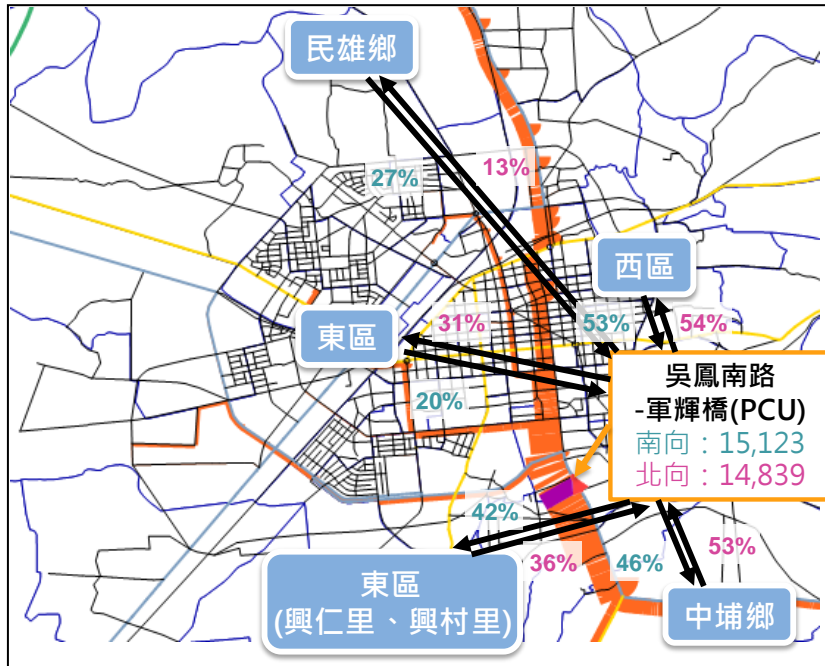 民雄鄉
27%
13%
西區
東區
31%
53%
54%
吳鳳南路
-軍輝橋(PCU)
南向：15,123
北向：14,839
20%
42%
36%
46%
53%
東區
(興仁里、興村里)
中埔鄉